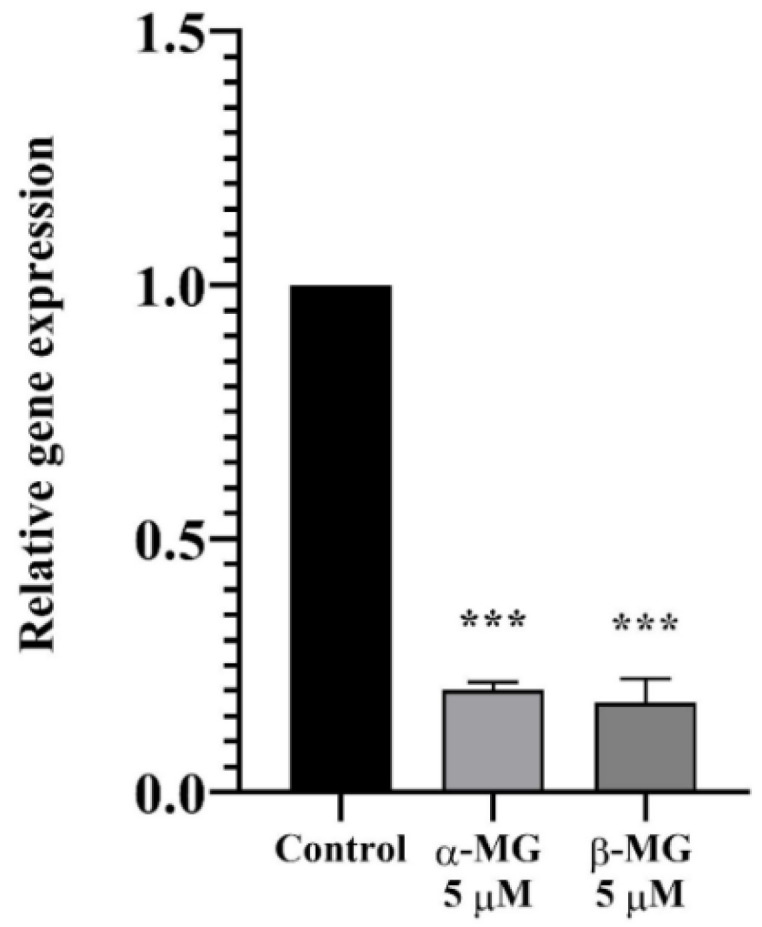 Relative gene expression
1.5
1.0
0.5
0.0
***
***
Control
α-MG
5 μM
β-MG
5 μM